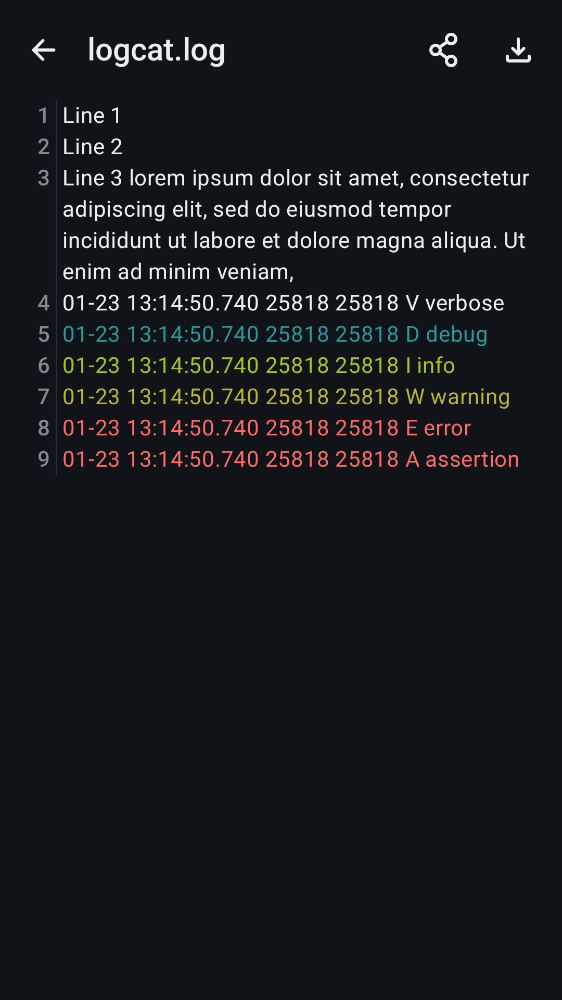 logcat.log
1 Line 1
2 Line 2
3 Line 3 lorem ipsum dolor sit amet, consectetur
adipiscing elit, sed do eiusmod tempor
incididunt ut labore et dolore magna aliqua. Ut
enim ad minim veniam,
4 01-23 13:14:50.740 25818 25818 V verbose
5 01-23 13:14:50.740 25818 25818 D debug
6 01-23 13:14:50.740 25818 25818 I info
7 01-23 13:14:50.740 25818 25818 W warning
8 01-23 13:14:50.740 25818 25818 E error
9 01-23 13:14:50.740 25818 25818 A assertion